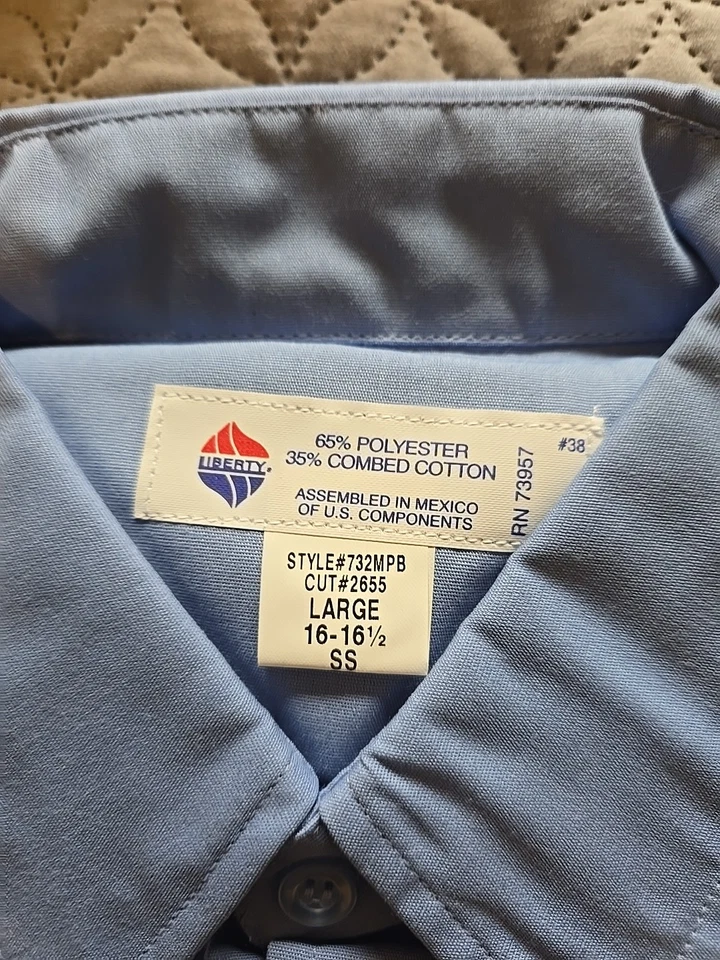 LIBERTY®
65% POLYESTER
35% COMBED COTTON
ASSEMBLED IN MEXICO
OF U.S. COMPONENTS
RN 73957
#38
STYLE#732MPB
CUT#2655
LARGE
16-16½
SS